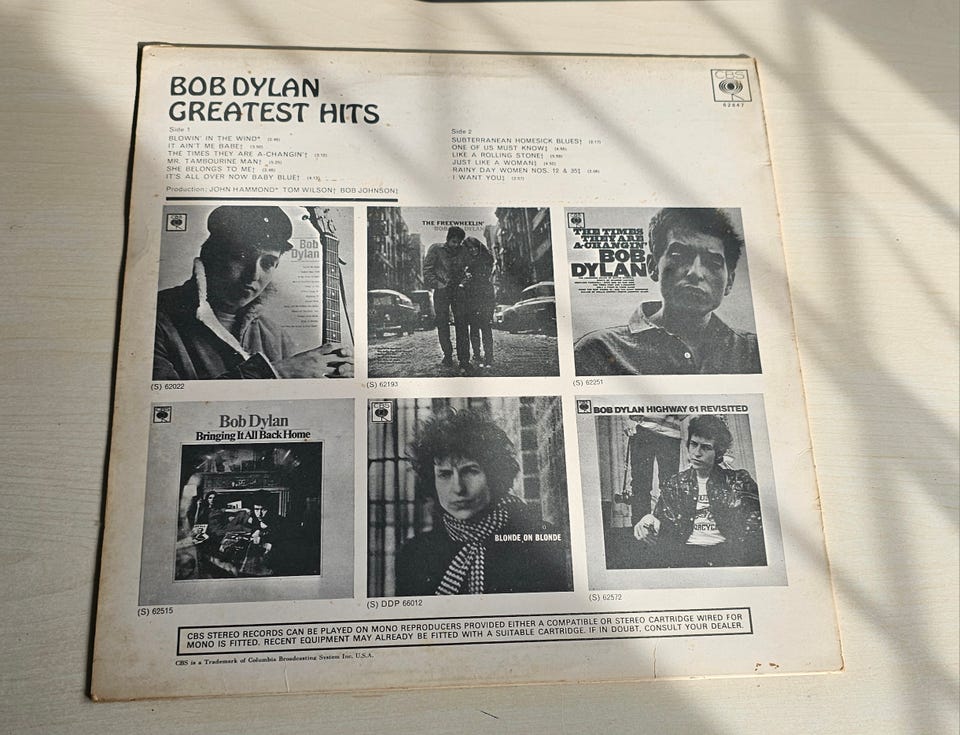 BOB DYLAN
GREATEST HITS
CBS
62847
Side 1
BLOWIN' IN THE WIND* (2.46)
IT AIN'T ME BABE†
THE TIMES THEY ARE A-CHANGIN'†
MR. TAMBOURINE MAN†
SHE BELONGS TO ME†
IT'S ALL OVER NOW BABY BLUE†
Side 2
SUBTERRANEAN HOMESICK BLUES†
ONE OF US MUST KNOW‡
LIKE A ROLLING STONE†
JUST LIKE A WOMAN‡
RAINY DAY WOMEN NOS. 12 & 35‡
I WANT YOU‡
Production: JOHN HAMMOND* TOM WILSON† BOB JOHNSON‡
Bob
Dylan
THE FREEWHEELIN'
BOB DYLAN
THE TIMES
THEY ARE
A-CHANGIN'
BOB
DYLAN
(S) 62022
(S) 62193
(S) 62251
Bob Dylan
Bringing It All Back Home
CBS
BLONDE ON BLONDE
BOB DYLAN HIGHWAY 61 REVISITED
(S) 62515
(S) DDP 66012
(S) 62572
CBS STEREO RECORDS CAN BE PLAYED ON MONO REPRODUCERS PROVIDED EITHER A COMPATIBLE OR STEREO CARTRIDGE WIRED FOR
MONO IS FITTED. RECENT EQUIPMENT MAY ALREADY BE FITTED WITH A SUITABLE CARTRIDGE. IF IN DOUBT, CONSULT YOUR DEALER.
CBS is a Trademark of Columbia Broadcasting System Inc. U.S.A.